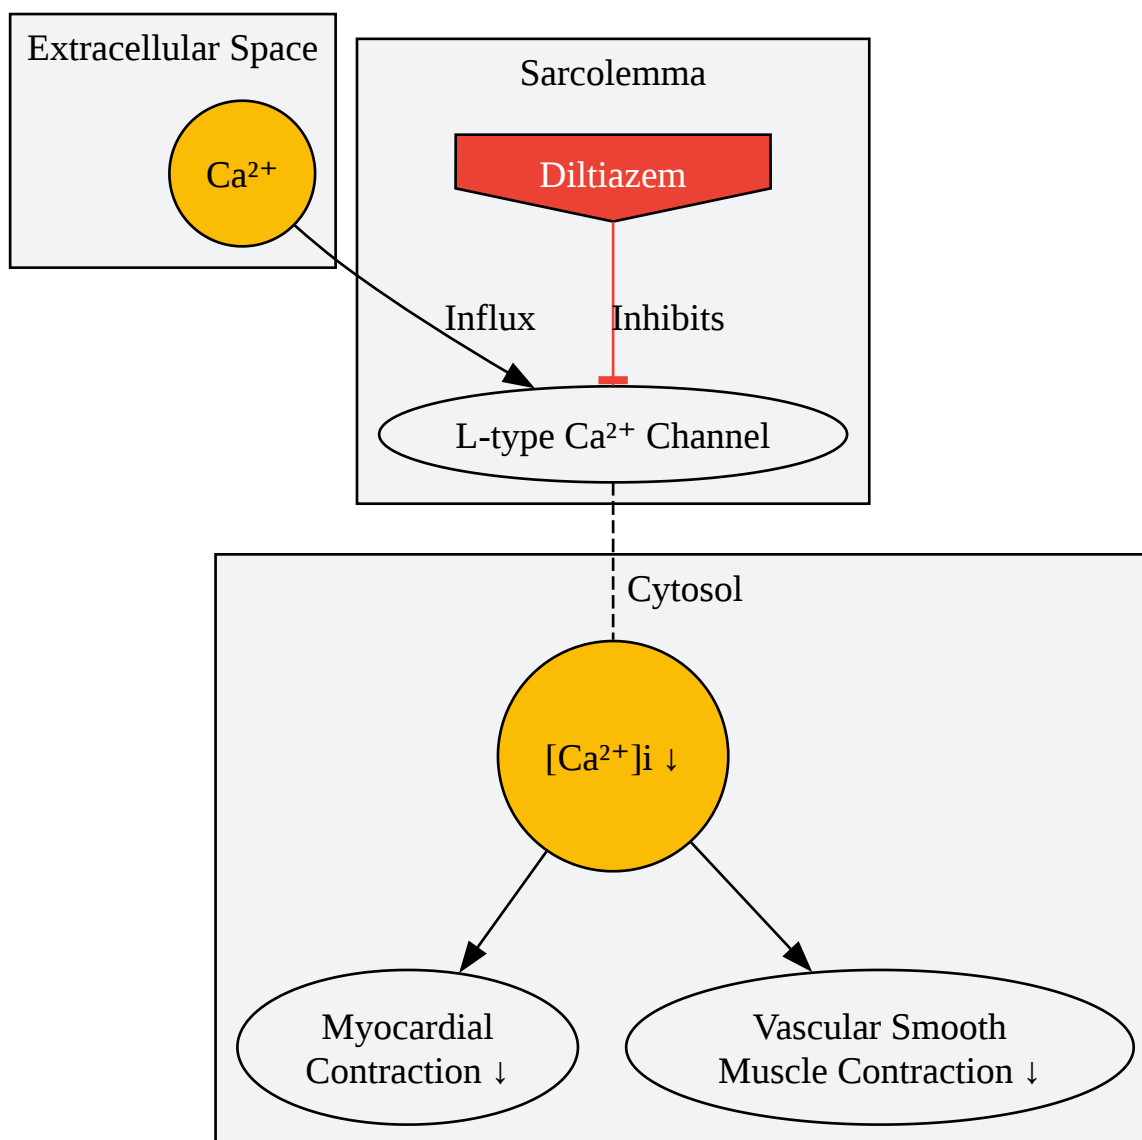 Extracellular Space
Ca²⁺
Sarcolemma
Diltiazem
Influx
Inhibits
L-type Ca²⁺ Channel
Cytosol
[Ca²⁺]i ↓
Myocardial
Contraction ↓
Vascular Smooth
Muscle Contraction ↓